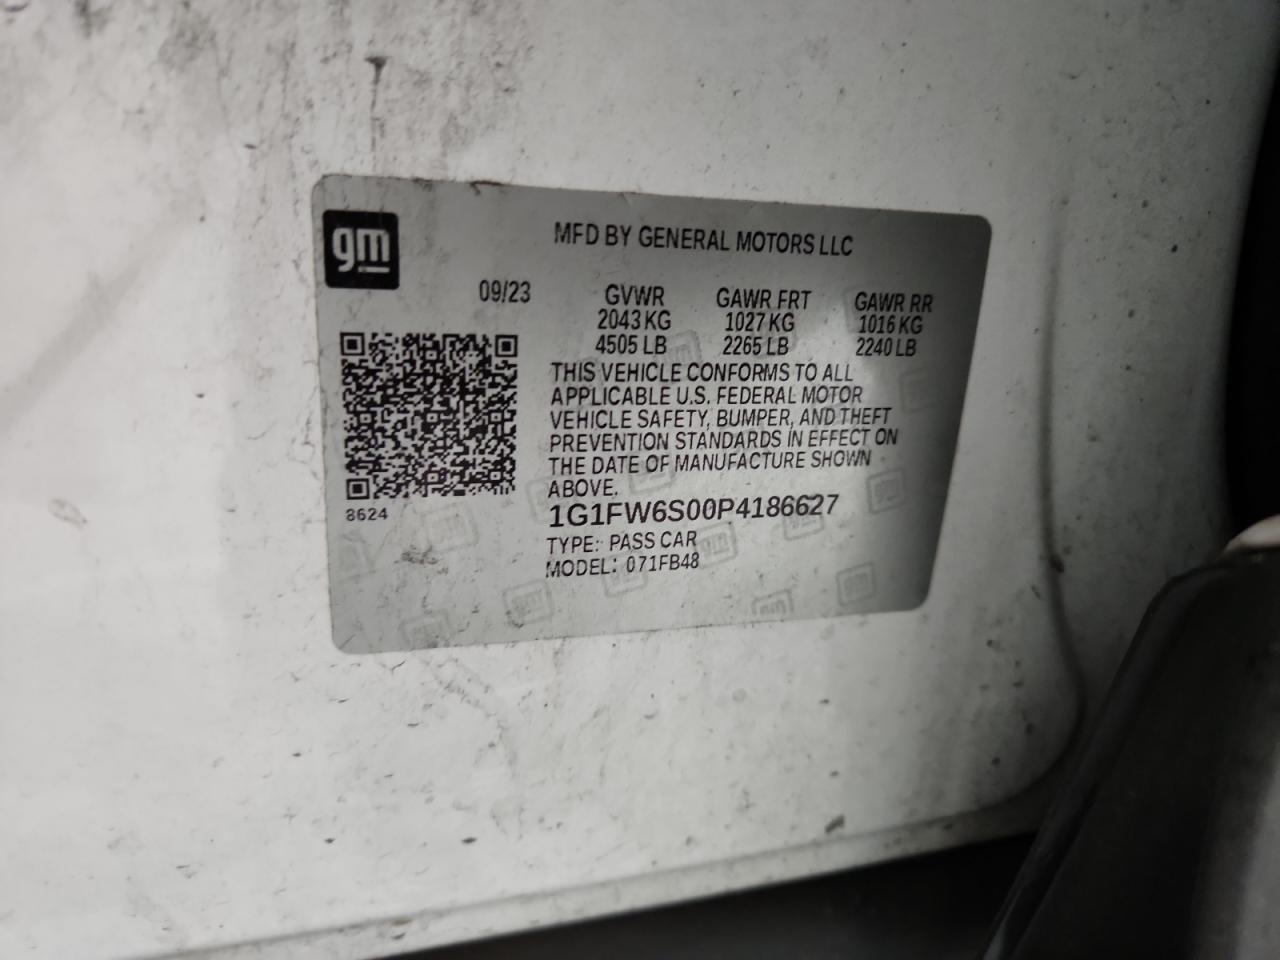 gm
MFD BY GENERAL MOTORS LLC
09/23 GVWR GAWR FRT GAWR RR
2043 KG 1027 KG 1016 KG
4505 LB 2265 LB 2240 LB
THIS VEHICLE CONFORMS TO ALL
APPLICABLE U.S. FEDERAL MOTOR
VEHICLE SAFETY, BUMPER, AND THEFT
PREVENTION STANDARDS IN EFFECT ON
THE DATE OF MANUFACTURE SHOWN
ABOVE.
8624
1G1FW6S00P4186627
TYPE: PASS CAR
MODEL: 071FB48